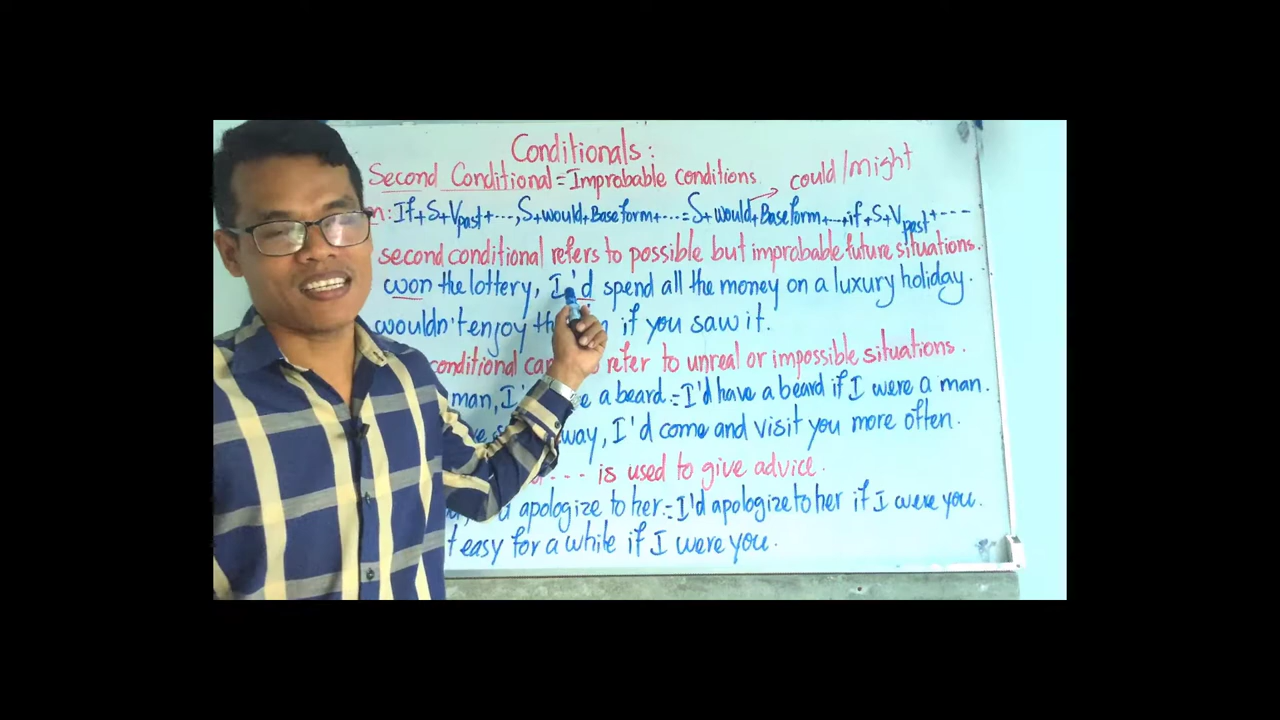 Conditionals:
Second Conditional = Improbable conditions. could/might
: If + S + Vpast + ..., S + would + Base form + ... = S + would + Base form + ... if + S + Vpast + ---
second conditional refers to possible but improbable future situations.
won the lottery, I'd spend all the money on a luxury holiday.
wouldn't enjoy if you saw it.
conditional refer to unreal or impossible situations.
man, a beard. = I'd have a beard if I were a man.
way, I'd come and visit you more often.
--- is used to give advice.
apologize to her. = I'd apologize to her if I were you.
easy for a while if I were you.